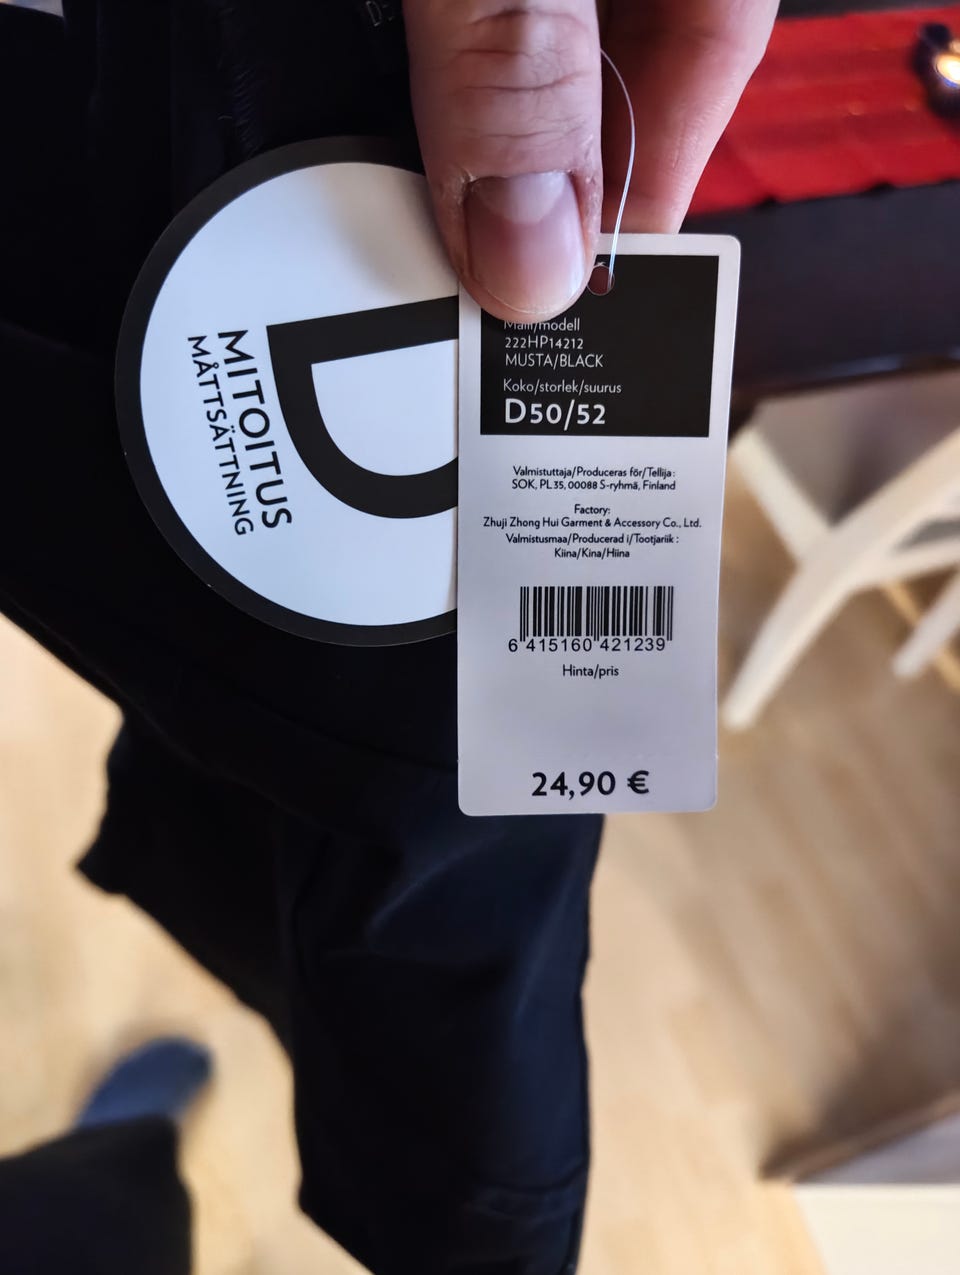 D
MITOITUS
MÅTTSÄTTNING
Malli/modell
222HP14212
MUSTA/BLACK
Koko/storlek/suurus
D50/52
Valmistuttaja/Produceras för/Tellija:
SOK, PL 35, 00088 S-ryhmä, Finland
Factory:
Zhuji Zhong Hui Garment & Accessory Co., Ltd.
Valmistusmaa/Producerad i/Tootjariik:
Kiina/Kina/Hiina
6 415160 421239
Hinta/pris
24,90 €